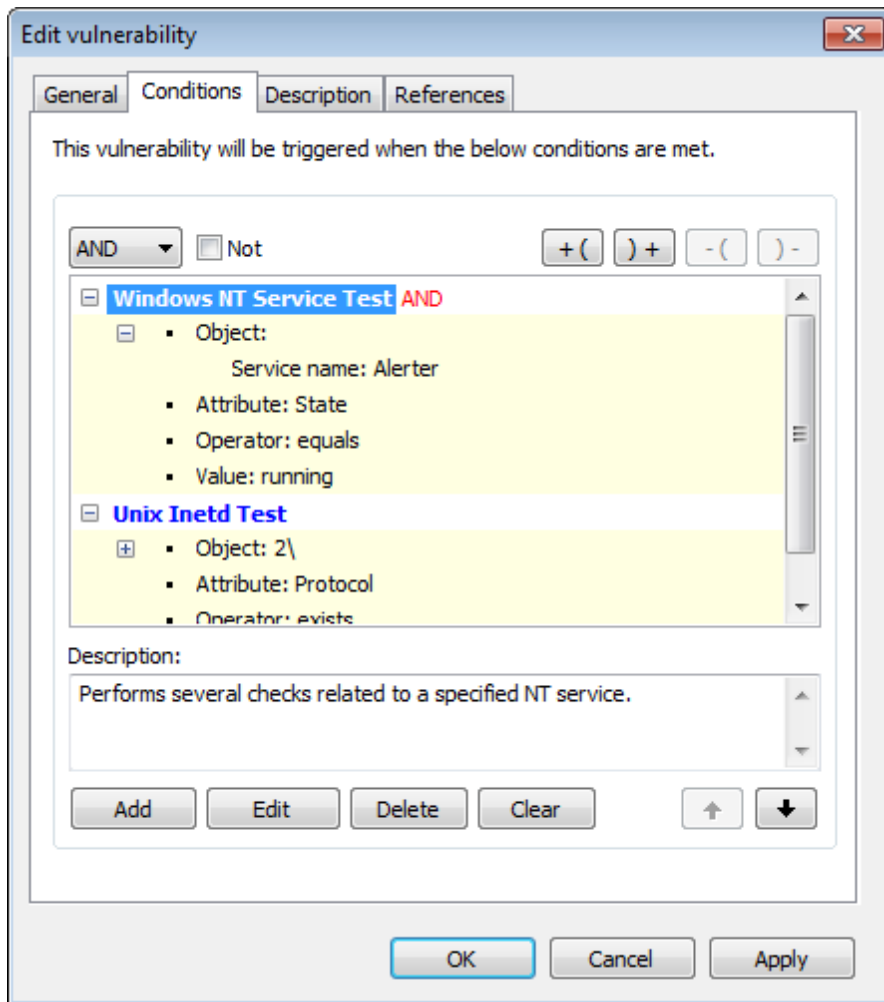 Edit vulnerability
General Conditions Description References
This vulnerability will be triggered when the below conditions are met.
AND Not +( )+ -( )-
Windows NT Service Test AND
Object:
Service name: Alerter
Attribute: State
Operator: equals
Value: running
Unix Inetd Test
Object: 2\
Attribute: Protocol
Operator: exists
Description:
Performs several checks related to a specified NT service.
Add Edit Delete Clear
OK Cancel Apply